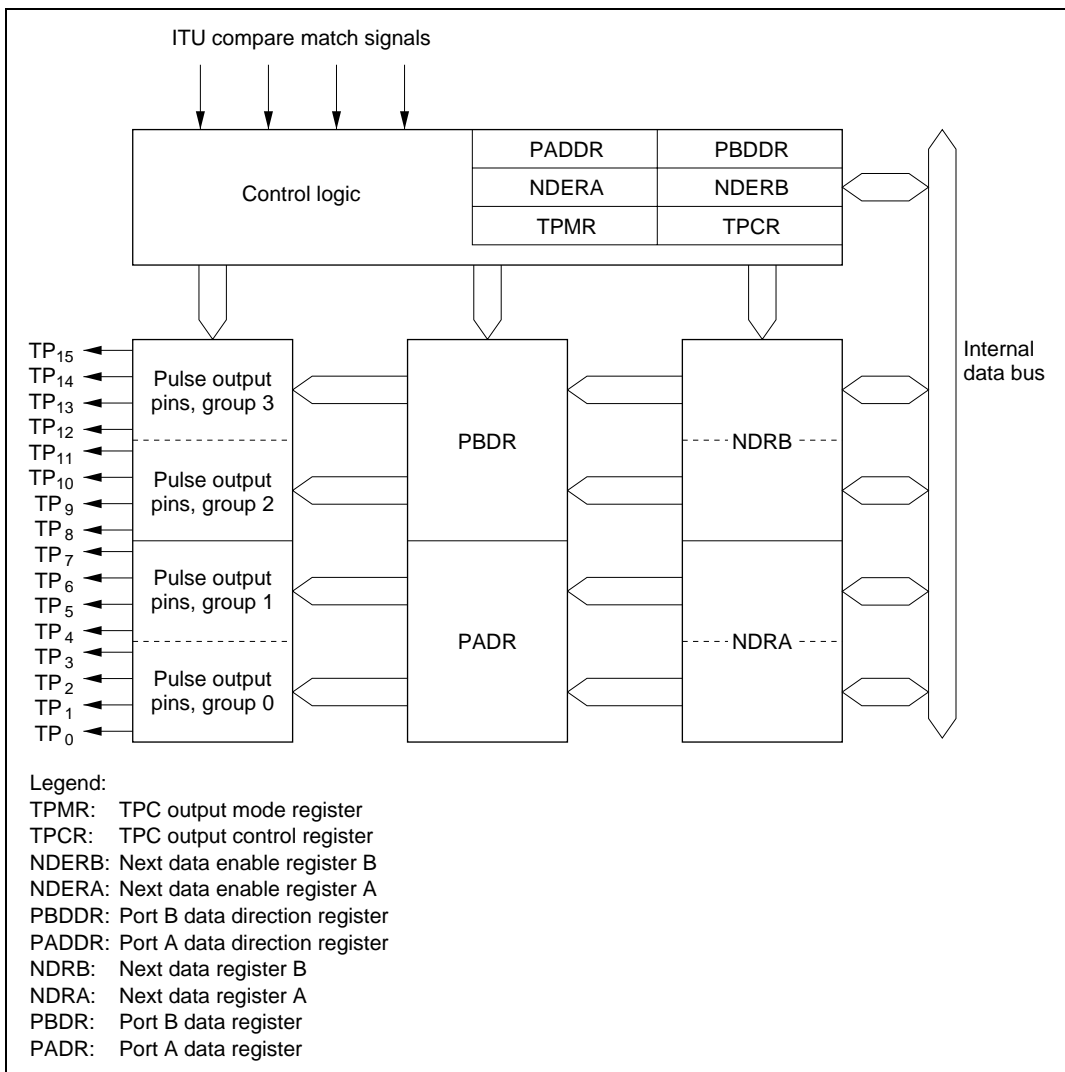 ITU compare match signals
PADDR PBDDR
Control logic NDERA NDERB
TPMR TPCR
Internal
data bus
TP15
TP14
TP13
TP12
TP11
TP10
TP9
TP8
TP7
TP6
TP5
TP4
TP3
TP2
TP1
TP0
Pulse output
pins, group 3
Pulse output
pins, group 2
Pulse output
pins, group 1
Pulse output
pins, group 0
PBDR
PADR
NDRB
NDRA
Legend:
TPMR: TPC output mode register
TPCR: TPC output control register
NDERB: Next data enable register B
NDERA: Next data enable register A
PBDDR: Port B data direction register
PADDR: Port A data direction register
NDRB: Next data register B
NDRA: Next data register A
PBDR: Port B data register
PADR: Port A data register